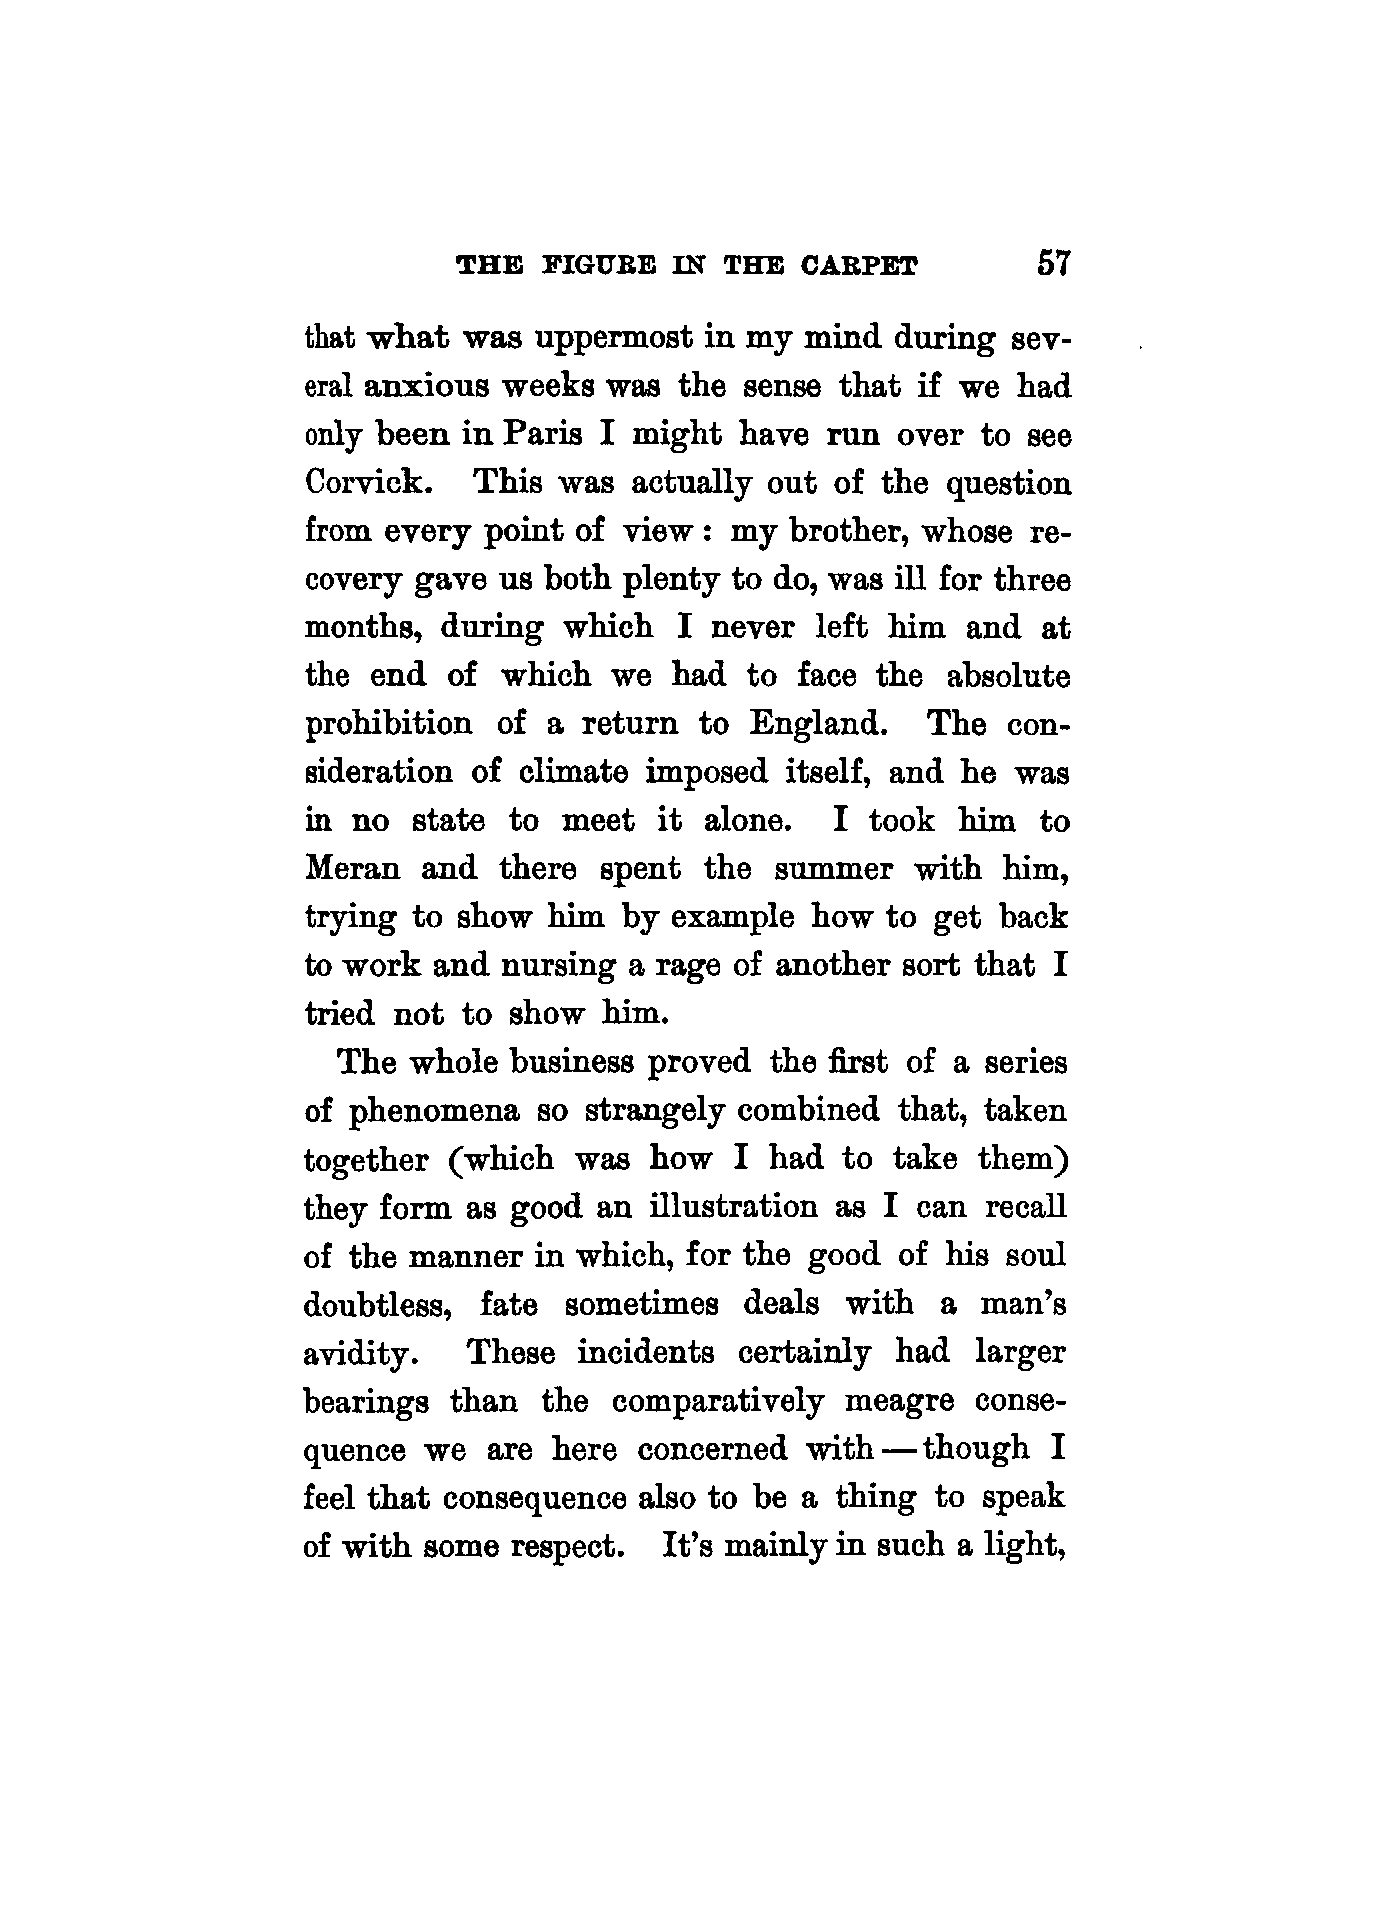 THE FIGURE IN THE CARPET 57
that what was uppermost in my mind during sev-
eral anxious weeks was the sense that if we had
only been in Paris I might have run over to see
Corvick. This was actually out of the question
from every point of view : my brother, whose re-
covery gave us both plenty to do, was ill for three
months, during which I never left him and at
the end of which we had to face the absolute
prohibition of a return to England. The con-
sideration of climate imposed itself, and he was
in no state to meet it alone. I took him to
Meran and there spent the summer with him,
trying to show him by example how to get back
to work and nursing a rage of another sort that I
tried not to show him.
The whole business proved the first of a series
of phenomena so strangely combined that, taken
together (which was how I had to take them)
they form as good an illustration as I can recall
of the manner in which, for the good of his soul
doubtless, fate sometimes deals with a man's
avidity. These incidents certainly had larger
bearings than the comparatively meagre conse-
quence we are here concerned with — though I
feel that consequence also to be a thing to speak
of with some respect. It's mainly in such a light,